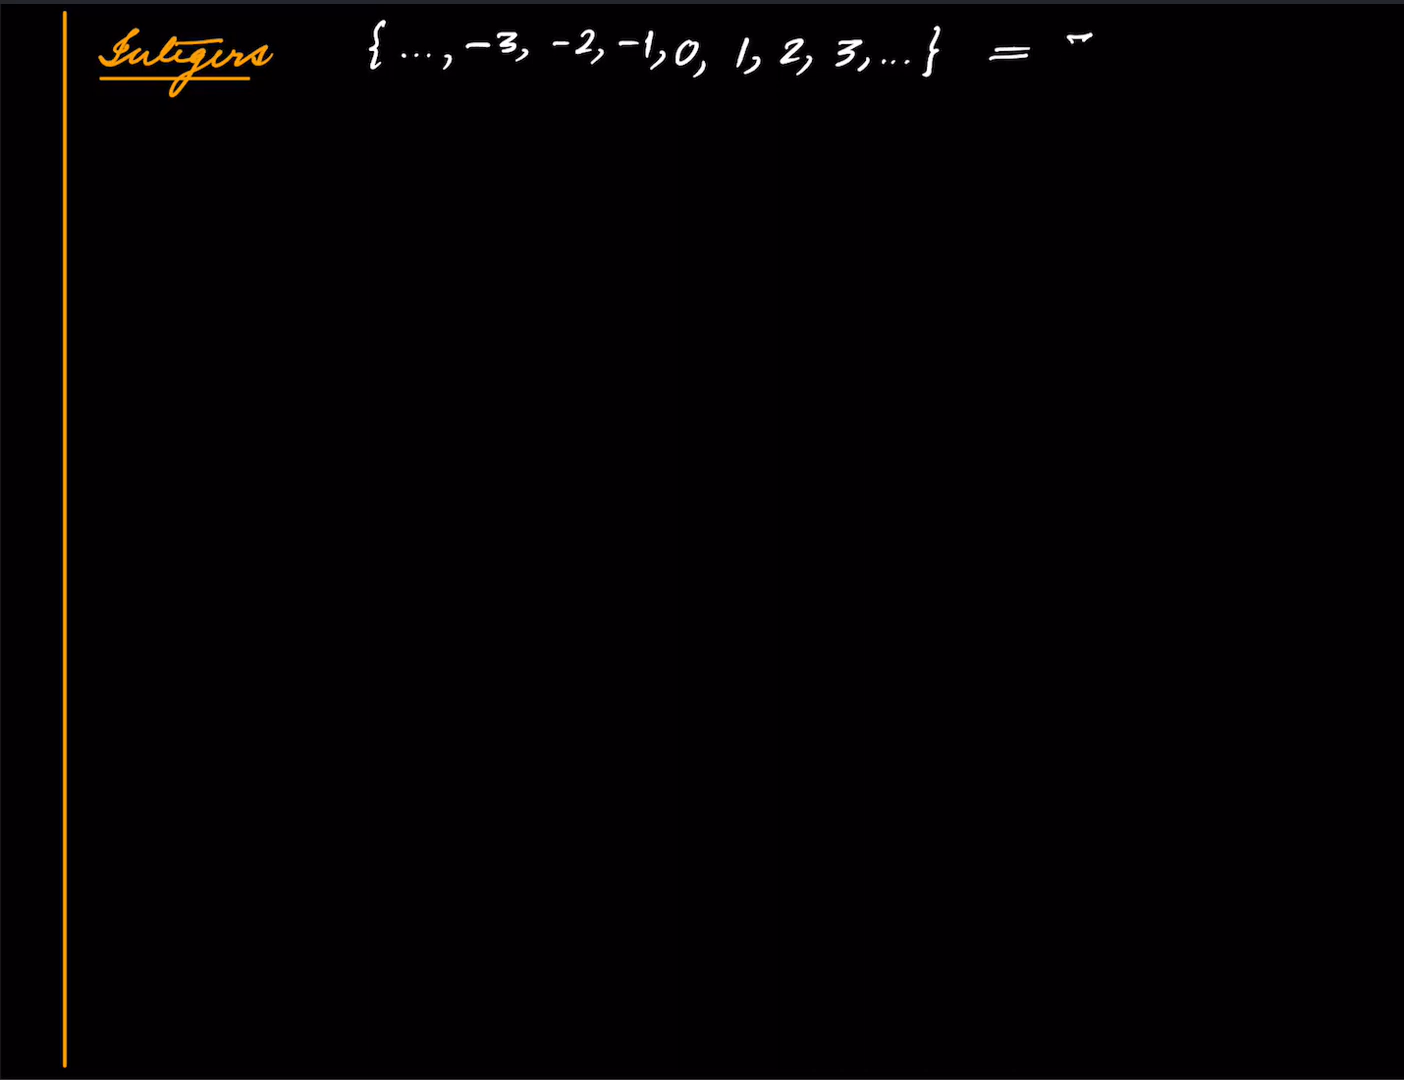 Integers {..., -3, -2, -1, 0, 1, 2, 3, ...} =